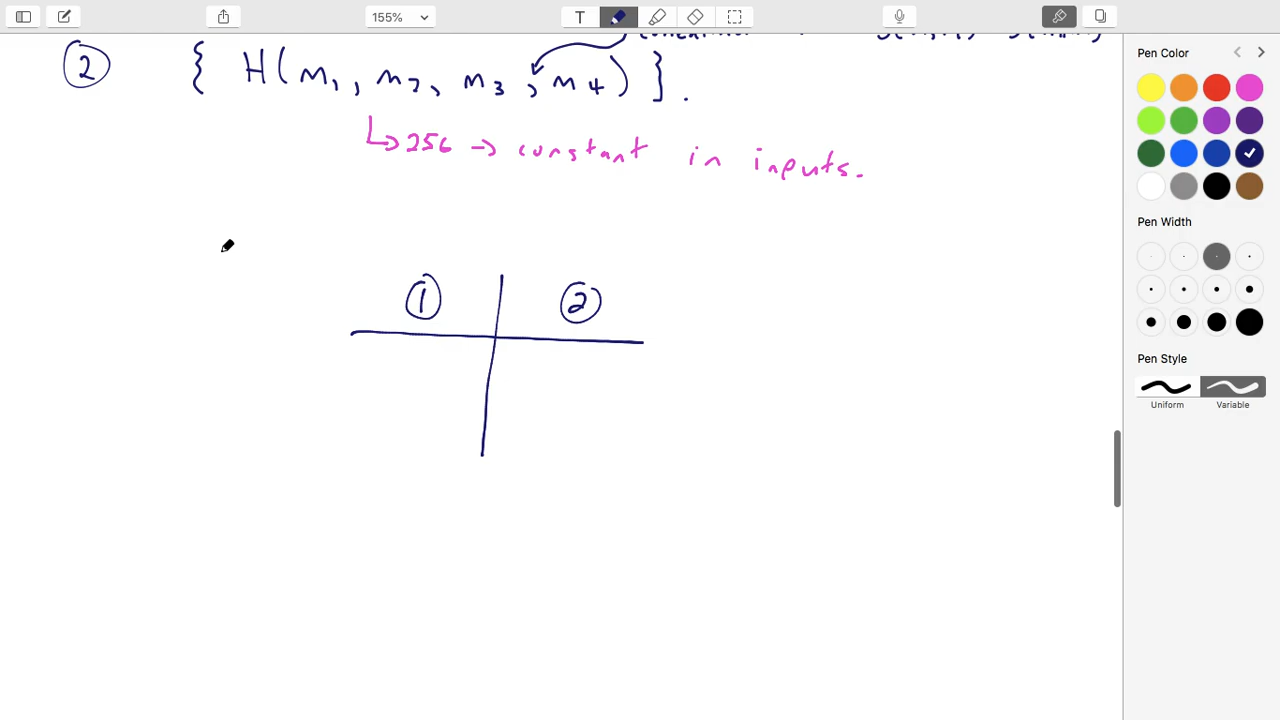 155%
T
② { H(m₁, m₂, m₃, m₄) }.
↳ 256 → constant in inputs.
① ②
Pen Color
Pen Width
Pen Style
Uniform Variable